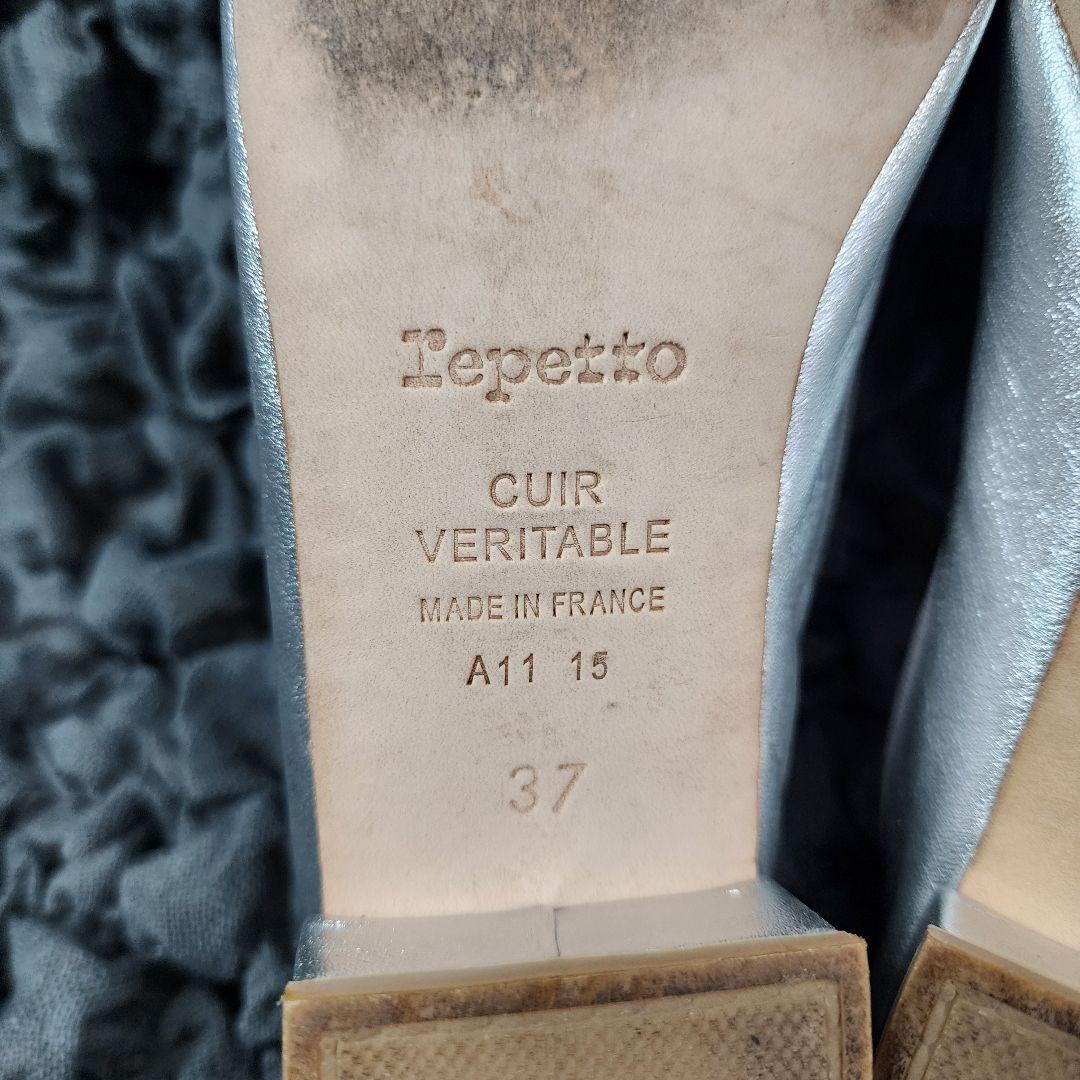 repetto
CUIR
VERITABLE
MADE IN FRANCE
A11 15
37